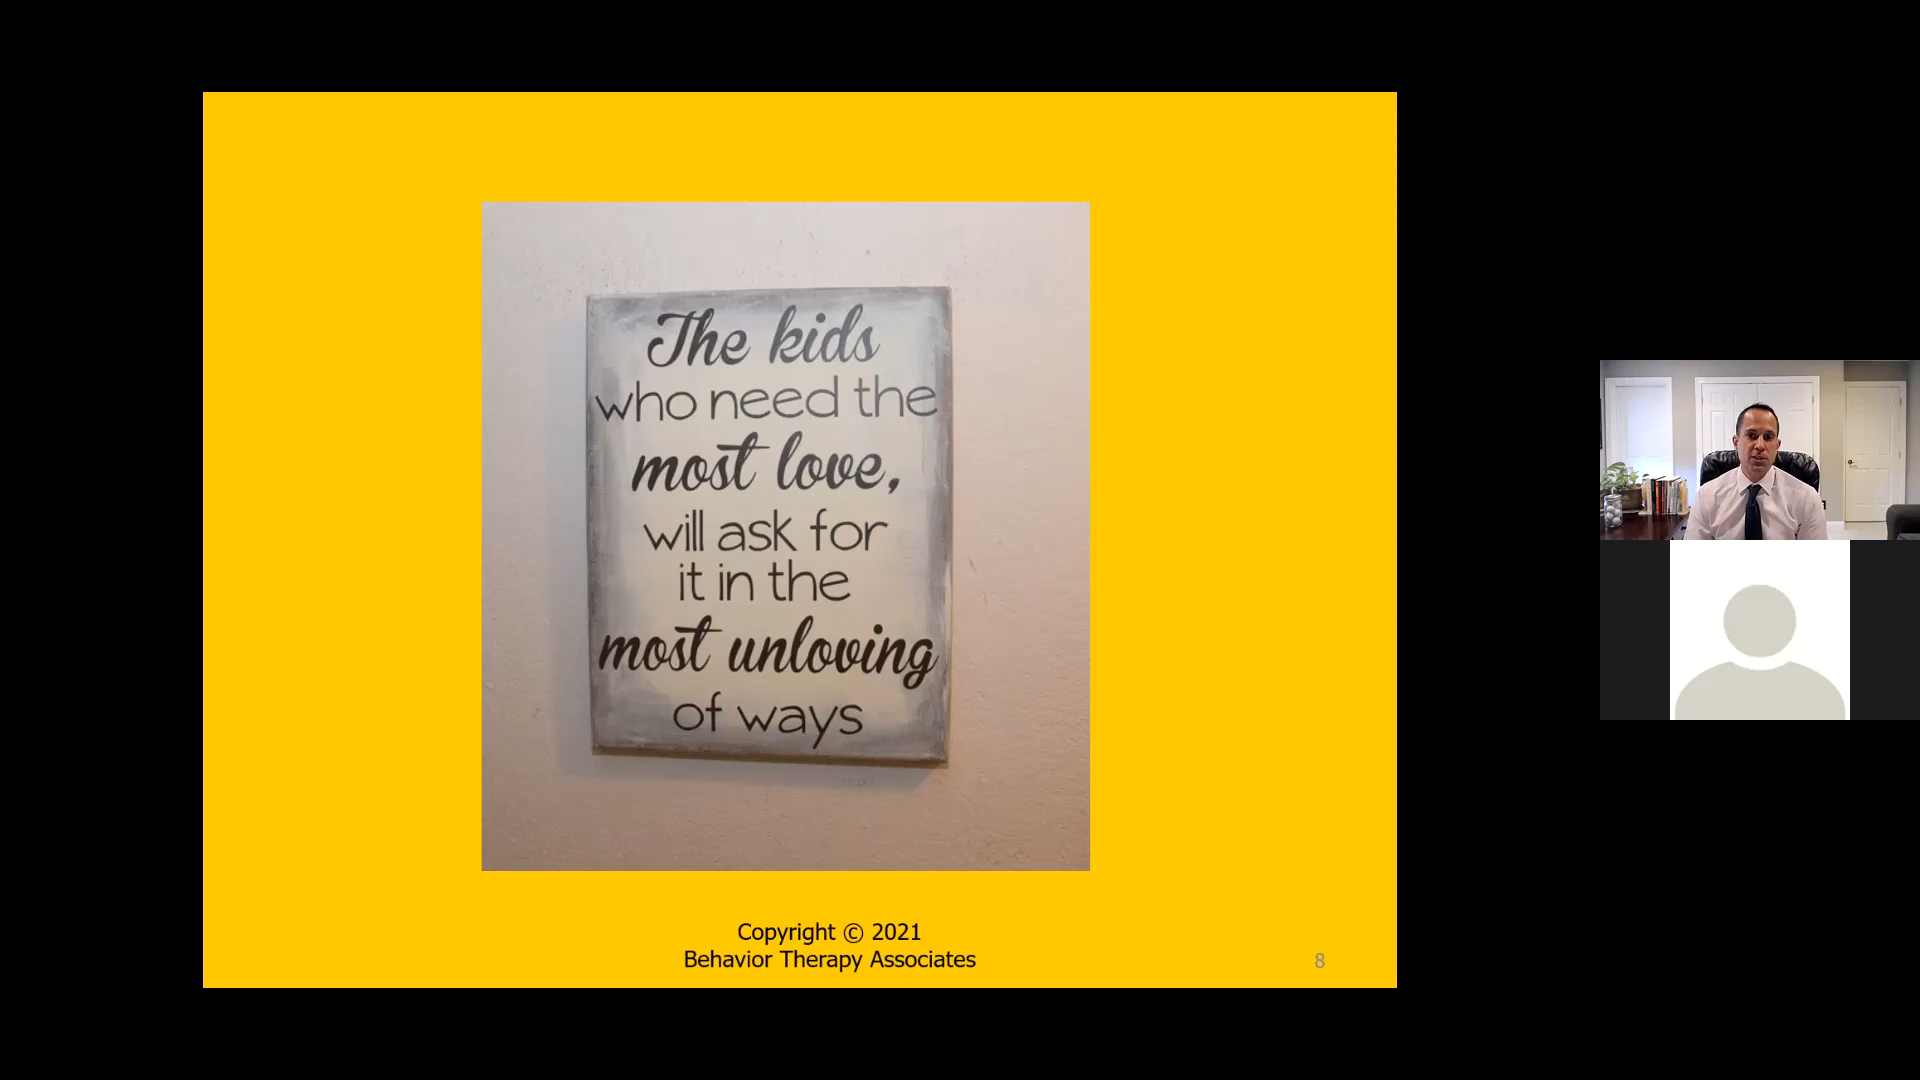 The kids
who need the
most love,
will ask for
it in the
most unloving
of ways
Copyright © 2021
Behavior Therapy Associates
8